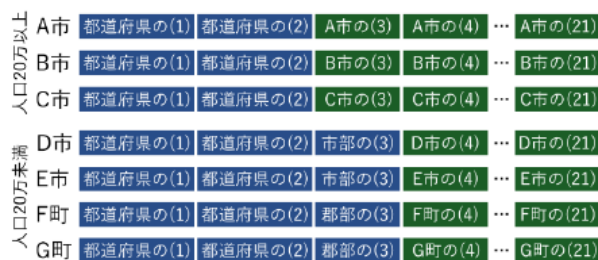 人口20万以上
A市 都道府県の(1) 都道府県の(2) A市の(3) A市の(4) … A市の(21)
B市 都道府県の(1) 都道府県の(2) B市の(3) B市の(4) … B市の(21)
C市 都道府県の(1) 都道府県の(2) C市の(3) C市の(4) … C市の(21)
人口20万未満
D市 都道府県の(1) 都道府県の(2) 市部の(3) D市の(4) … D市の(21)
E市 都道府県の(1) 都道府県の(2) 市部の(3) E市の(4) … E市の(21)
F町 都道府県の(1) 都道府県の(2) 郡部の(3) F町の(4) … F町の(21)
G町 都道府県の(1) 都道府県の(2) 郡部の(3) G町の(4) … G町の(21)